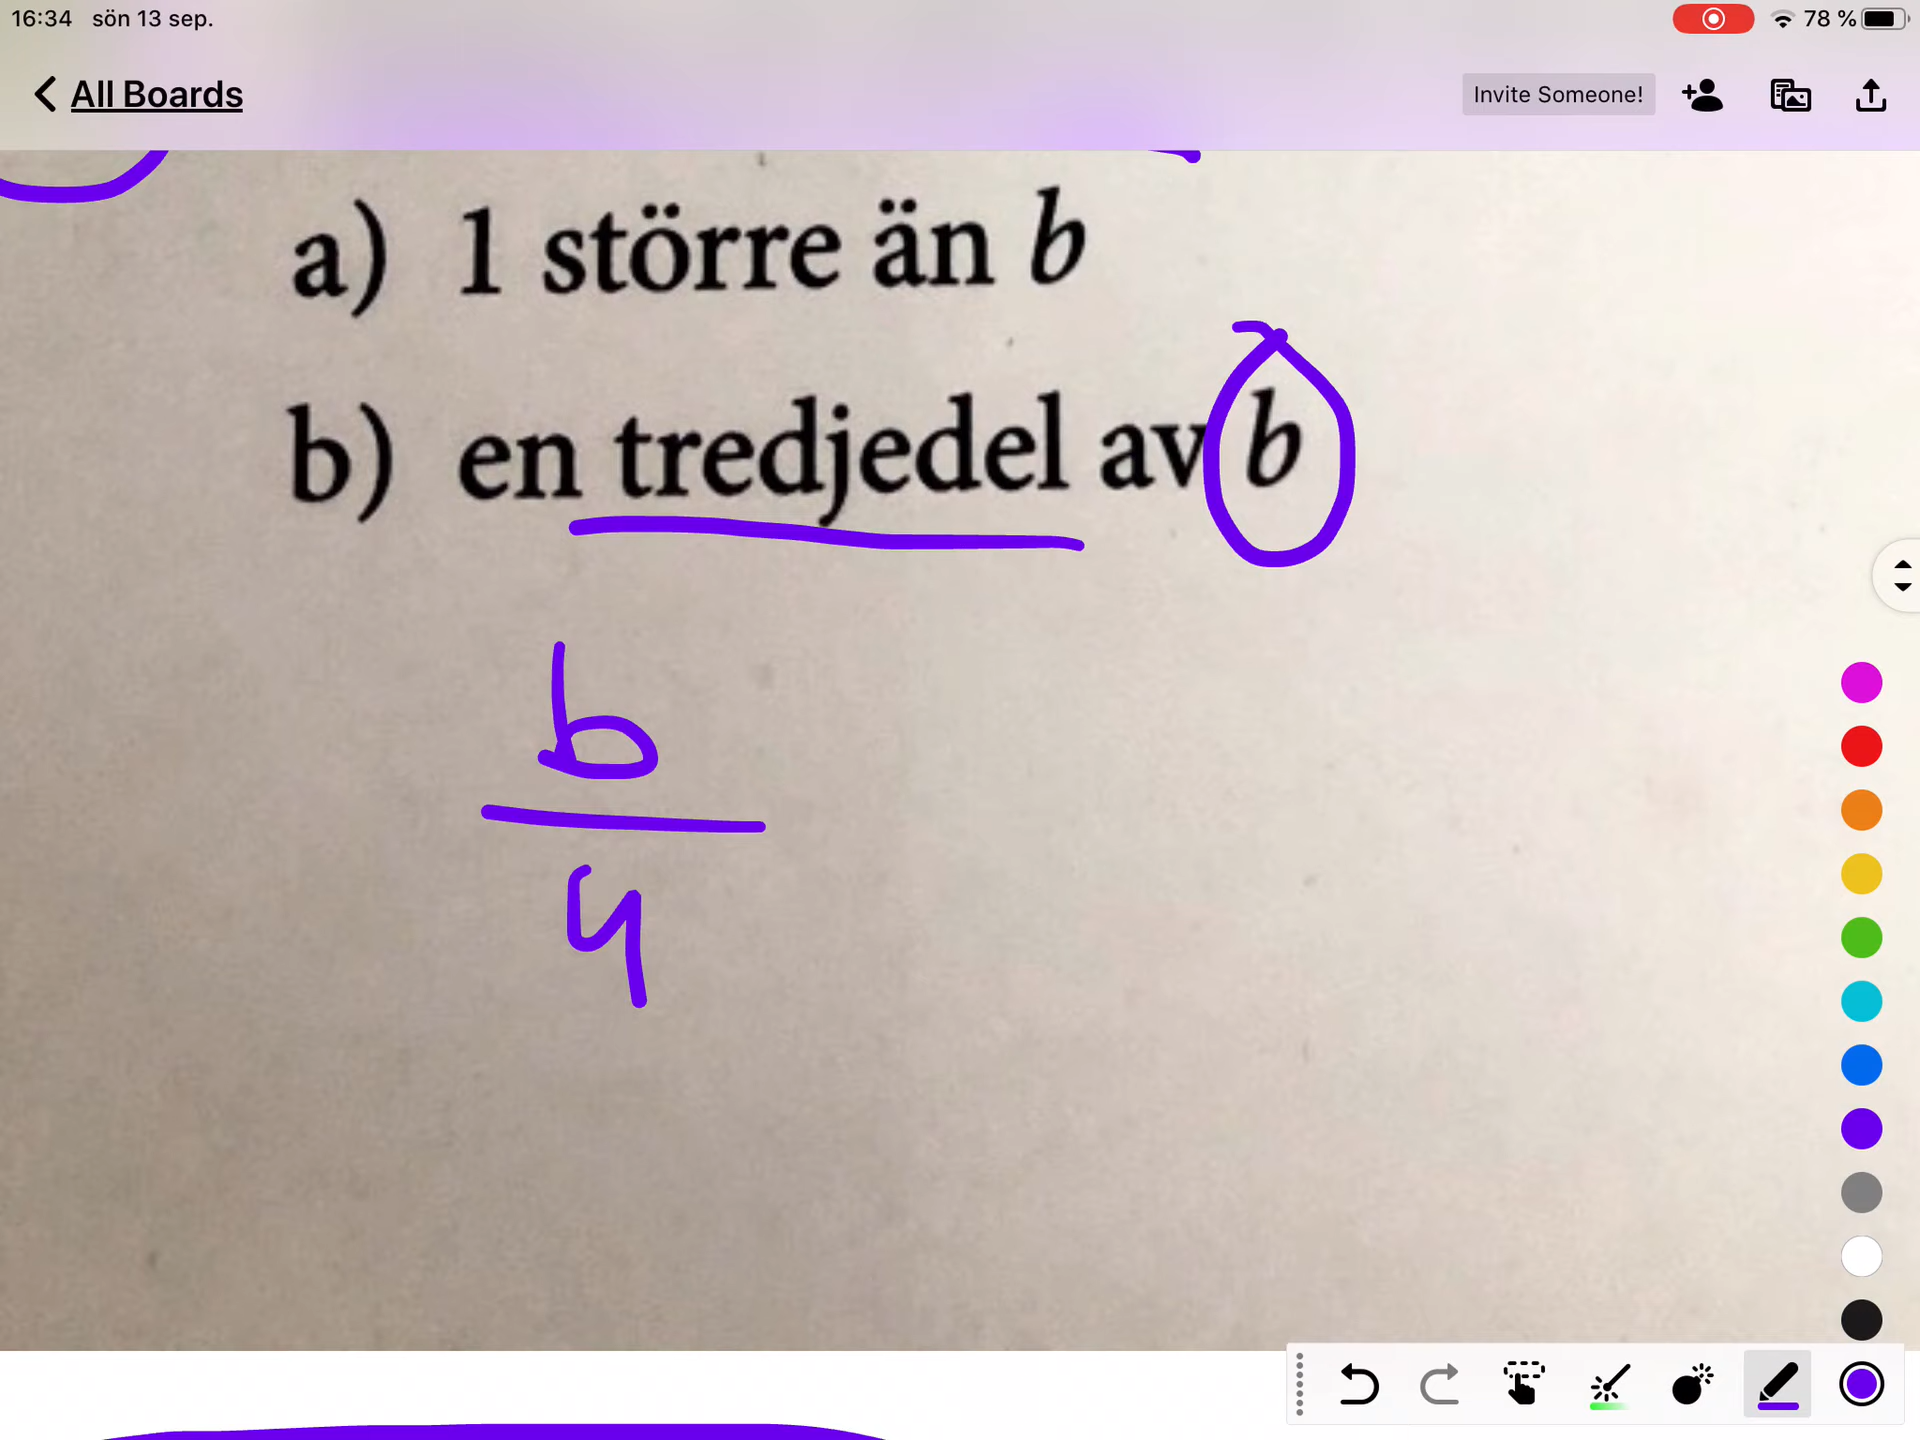 16:34 sön 13 sep. 78 %
All Boards Invite Someone!
a) 1 större än b
b) en tredjedel av b
b
4